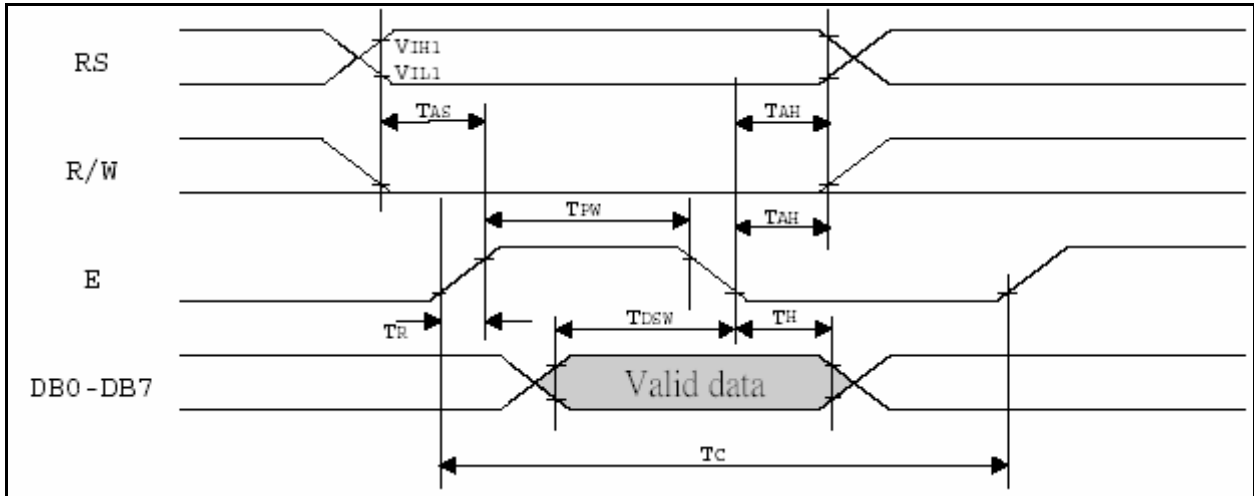 RS
VIH1
VIL1
TAS
TAH
R/W
TPW
TAH
E
TR
TDSW
TH
DB0-DB7
Valid data
TC